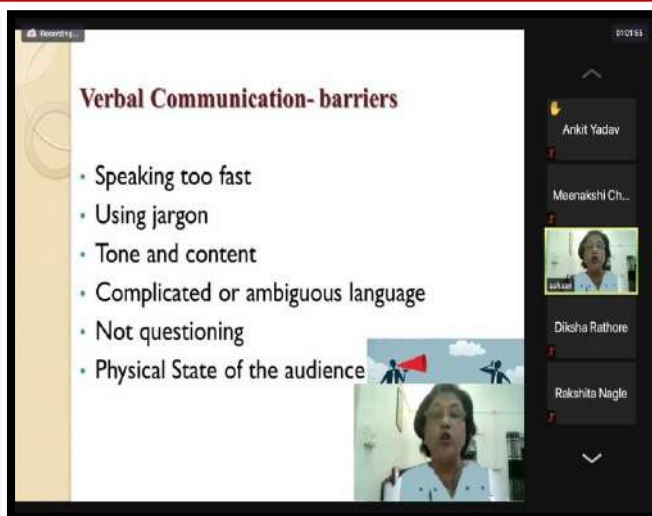 Recording...
Verbal Communication- barriers
• Speaking too fast
• Using jargon
• Tone and content
• Complicated or ambiguous language
• Not questioning
• Physical State of the audience
Ankit Yadav
Meenakshi Ch...
Diksha Rathore
Rakshita Nagle